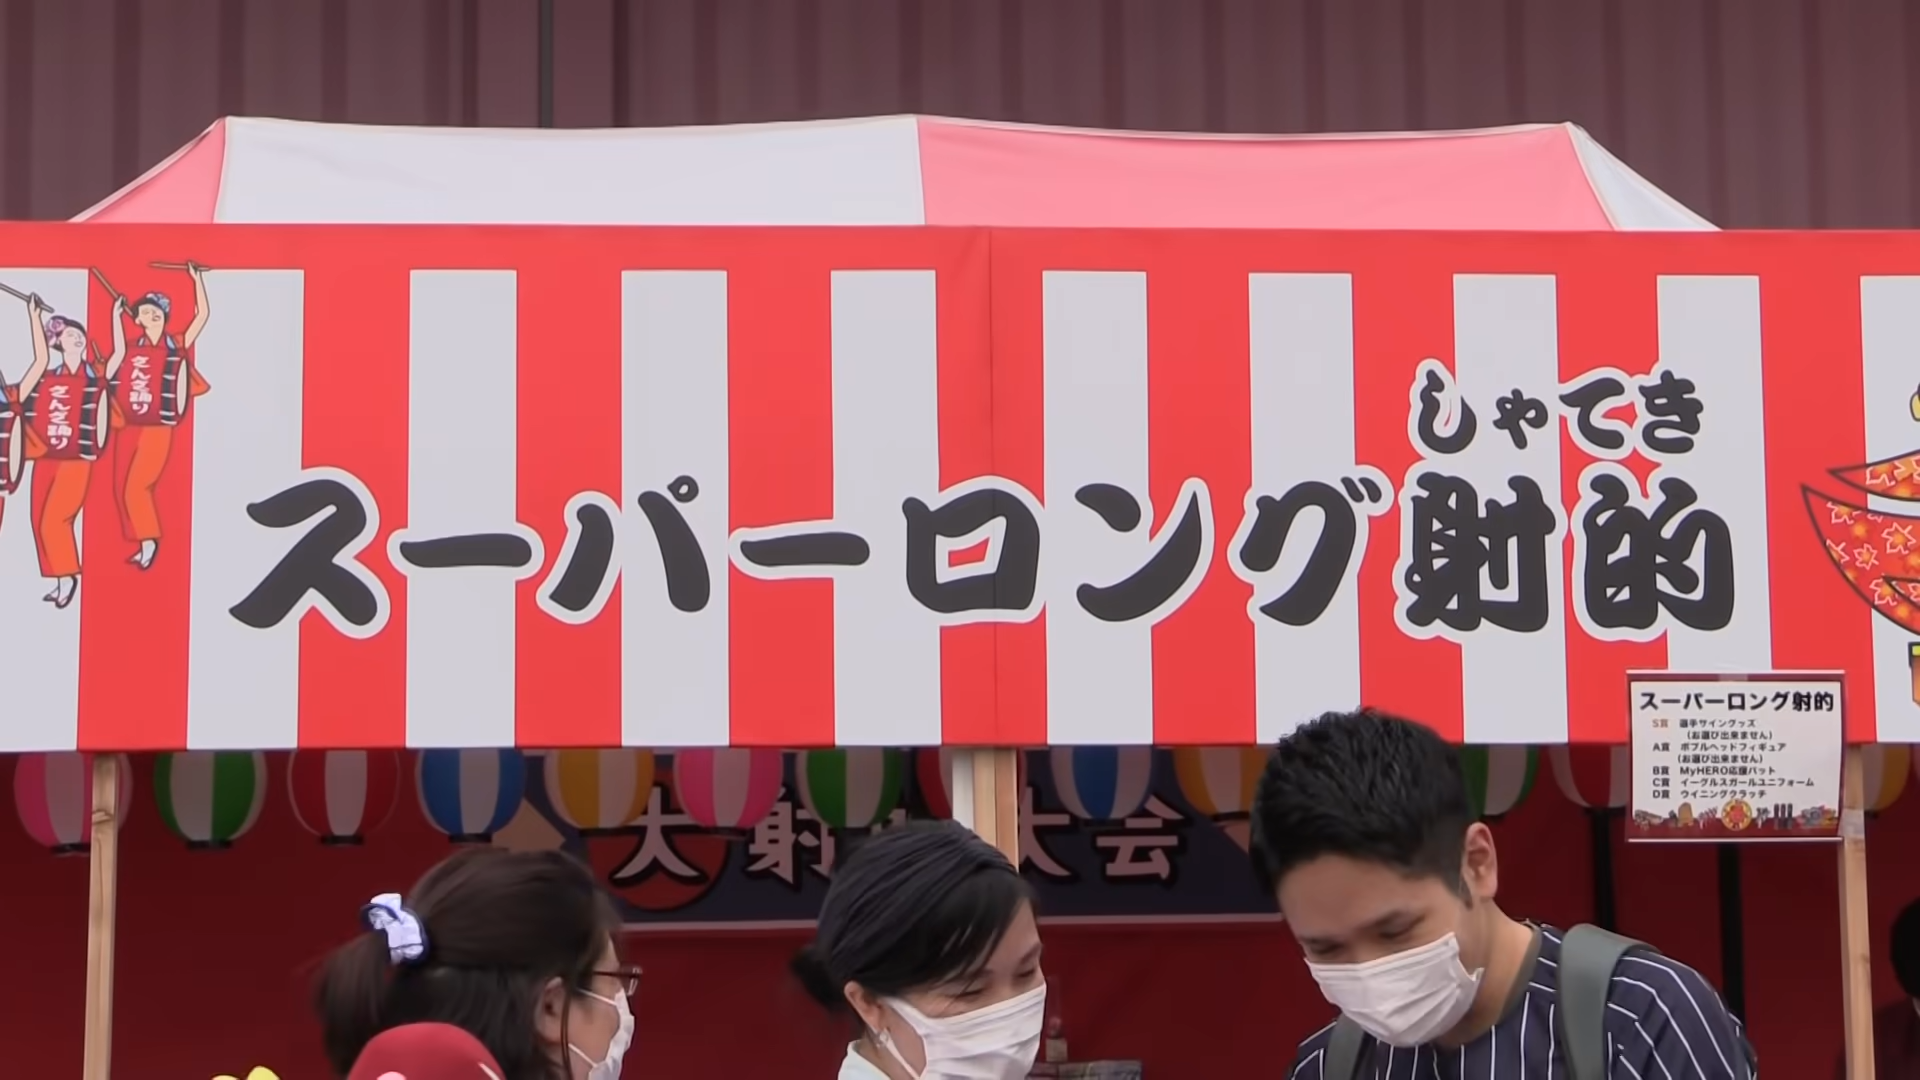 さんさ踊り
さんさ踊り
しゃてき
スーパーロング射的
スーパーロング射的
S賞 選手サイングッズ
(お選び出来ません)
A賞 ボブルヘッドフィギュア
(お選び出来ません)
B賞 MyHERO応援バット
C賞 イーグルスガールユニフォーム
D賞 ウイニングクラッチ
大射 大会